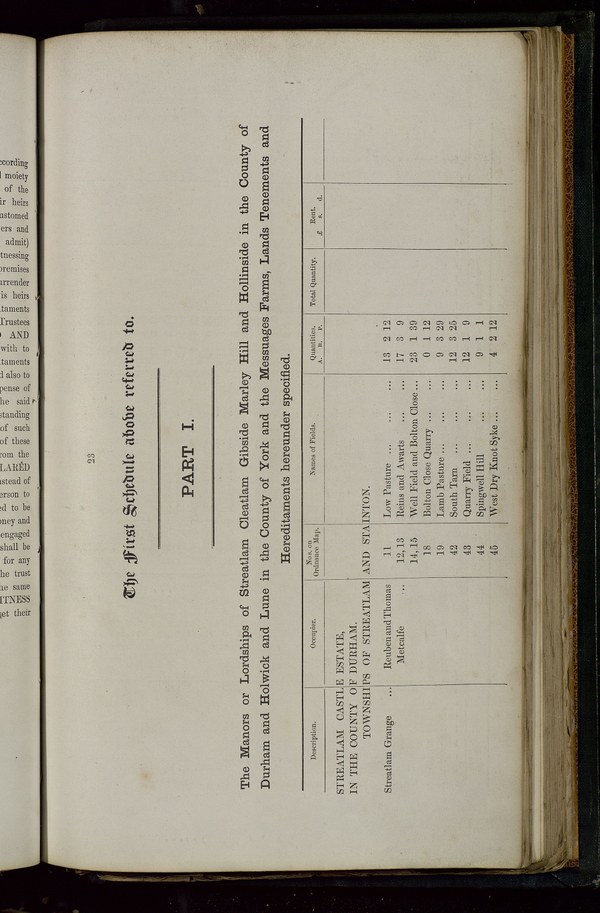 ccording
moiety
of the
ir heirs
ustomed
ers and
admit)
tnessing
premises
urrender
is heirs
taments
Trustees
AND
with to
taments
l also to
pense of
he said
standing
of such
of these
rom the
LARED
nstead of
erson to
ed to be
ney and
engaged
shall be
for any
he trust
he same
ITNESS
set their
23
The First Schedule above referred to.
PART I.
The Manors or Lordships of Streatlam Cleatlam Gibside Marley Hill and Hollinside in the County of
Durham and Holwick and Lune in the County of York and the Messuages Farms, Lands Tenements and
Hereditaments hereunder specified.
Description. Occupier. Nos. on Ordnance Map. Names of Fields. Quantities. A. R. P. Total Quantity. Rent. £ s. d.
STREATLAM CASTLE ESTATE,
IN THE COUNTY OF DURHAM.
TOWNSHIPS OF STREATLAM AND STAINTON.
Streatlam Grange ... Reuben and Thomas 11 Low Pasture ... ... ... 13 2 12
Metcalfe .. 12, 13 Reins and Awarts ... ... 17 3 9
14, 15 Well Field and Bolton Close ... 23 1 39
18 Bolton Close Quarry ... ... 0 1 12
19 Lamb Pasture ... ... ... 9 3 22
42 South Tarn ... ... ... 12 3 25
43 Quarry Field ... ... ... 12 1 9
44 Spingwell Hill ... ... 9 1 1
45 West Dry Knot Syke ... ... 4 2 12